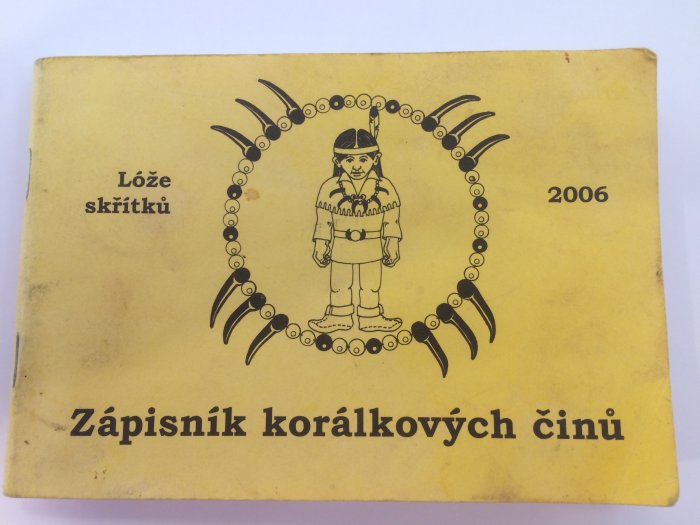 Lóže
skřítků
2006
Zápisník korálkových činů